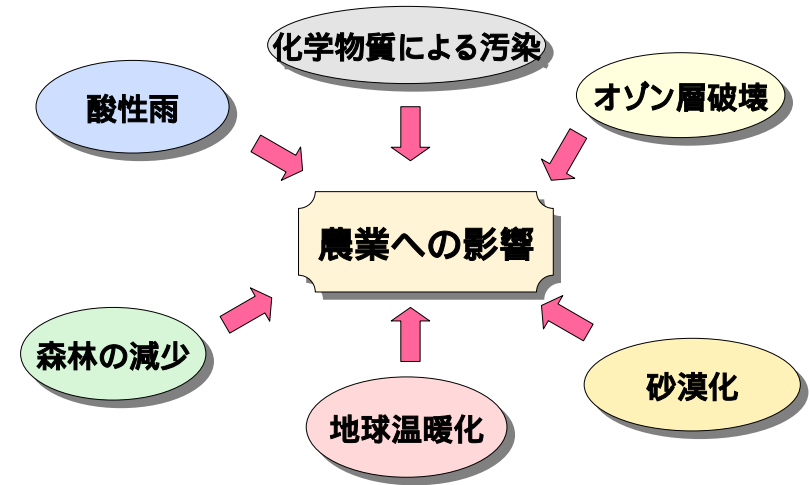 化学物質による汚染
酸性雨
オゾン層破壊
農業への影響
森林の減少
地球温暖化
砂漠化